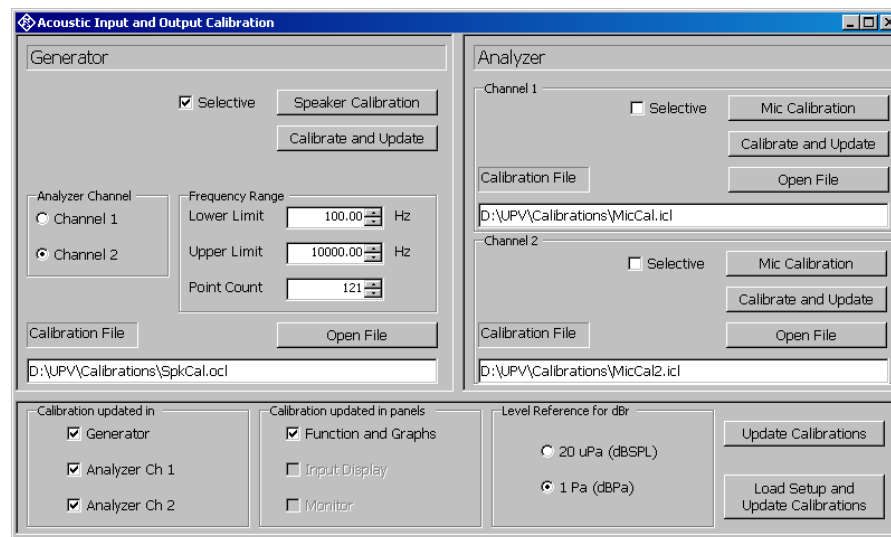 Acoustic Input and Output Calibration
Generator
Selective
Speaker Calibration
Calibrate and Update
Analyzer Channel
Channel 1
Channel 2
Frequency Range
Lower Limit 100.00 Hz
Upper Limit 10000.00 Hz
Point Count 121
Calibration File
Open File
D:\UPV\Calibrations\SpkCal.ocl
Analyzer
Channel 1
Selective
Mic Calibration
Calibrate and Update
Calibration File
Open File
D:\UPV\Calibrations\MicCal.icl
Channel 2
Selective
Mic Calibration
Calibrate and Update
Calibration File
Open File
D:\UPV\Calibrations\MicCal2.icl
Calibration updated in
Generator
Analyzer Ch 1
Analyzer Ch 2
Calibration updated in panels
Function and Graphs
Input Display
Monitor
Level Reference for dBr
20 uPa (dBSPL)
1 Pa (dBPa)
Update Calibrations
Load Setup and
Update Calibrations